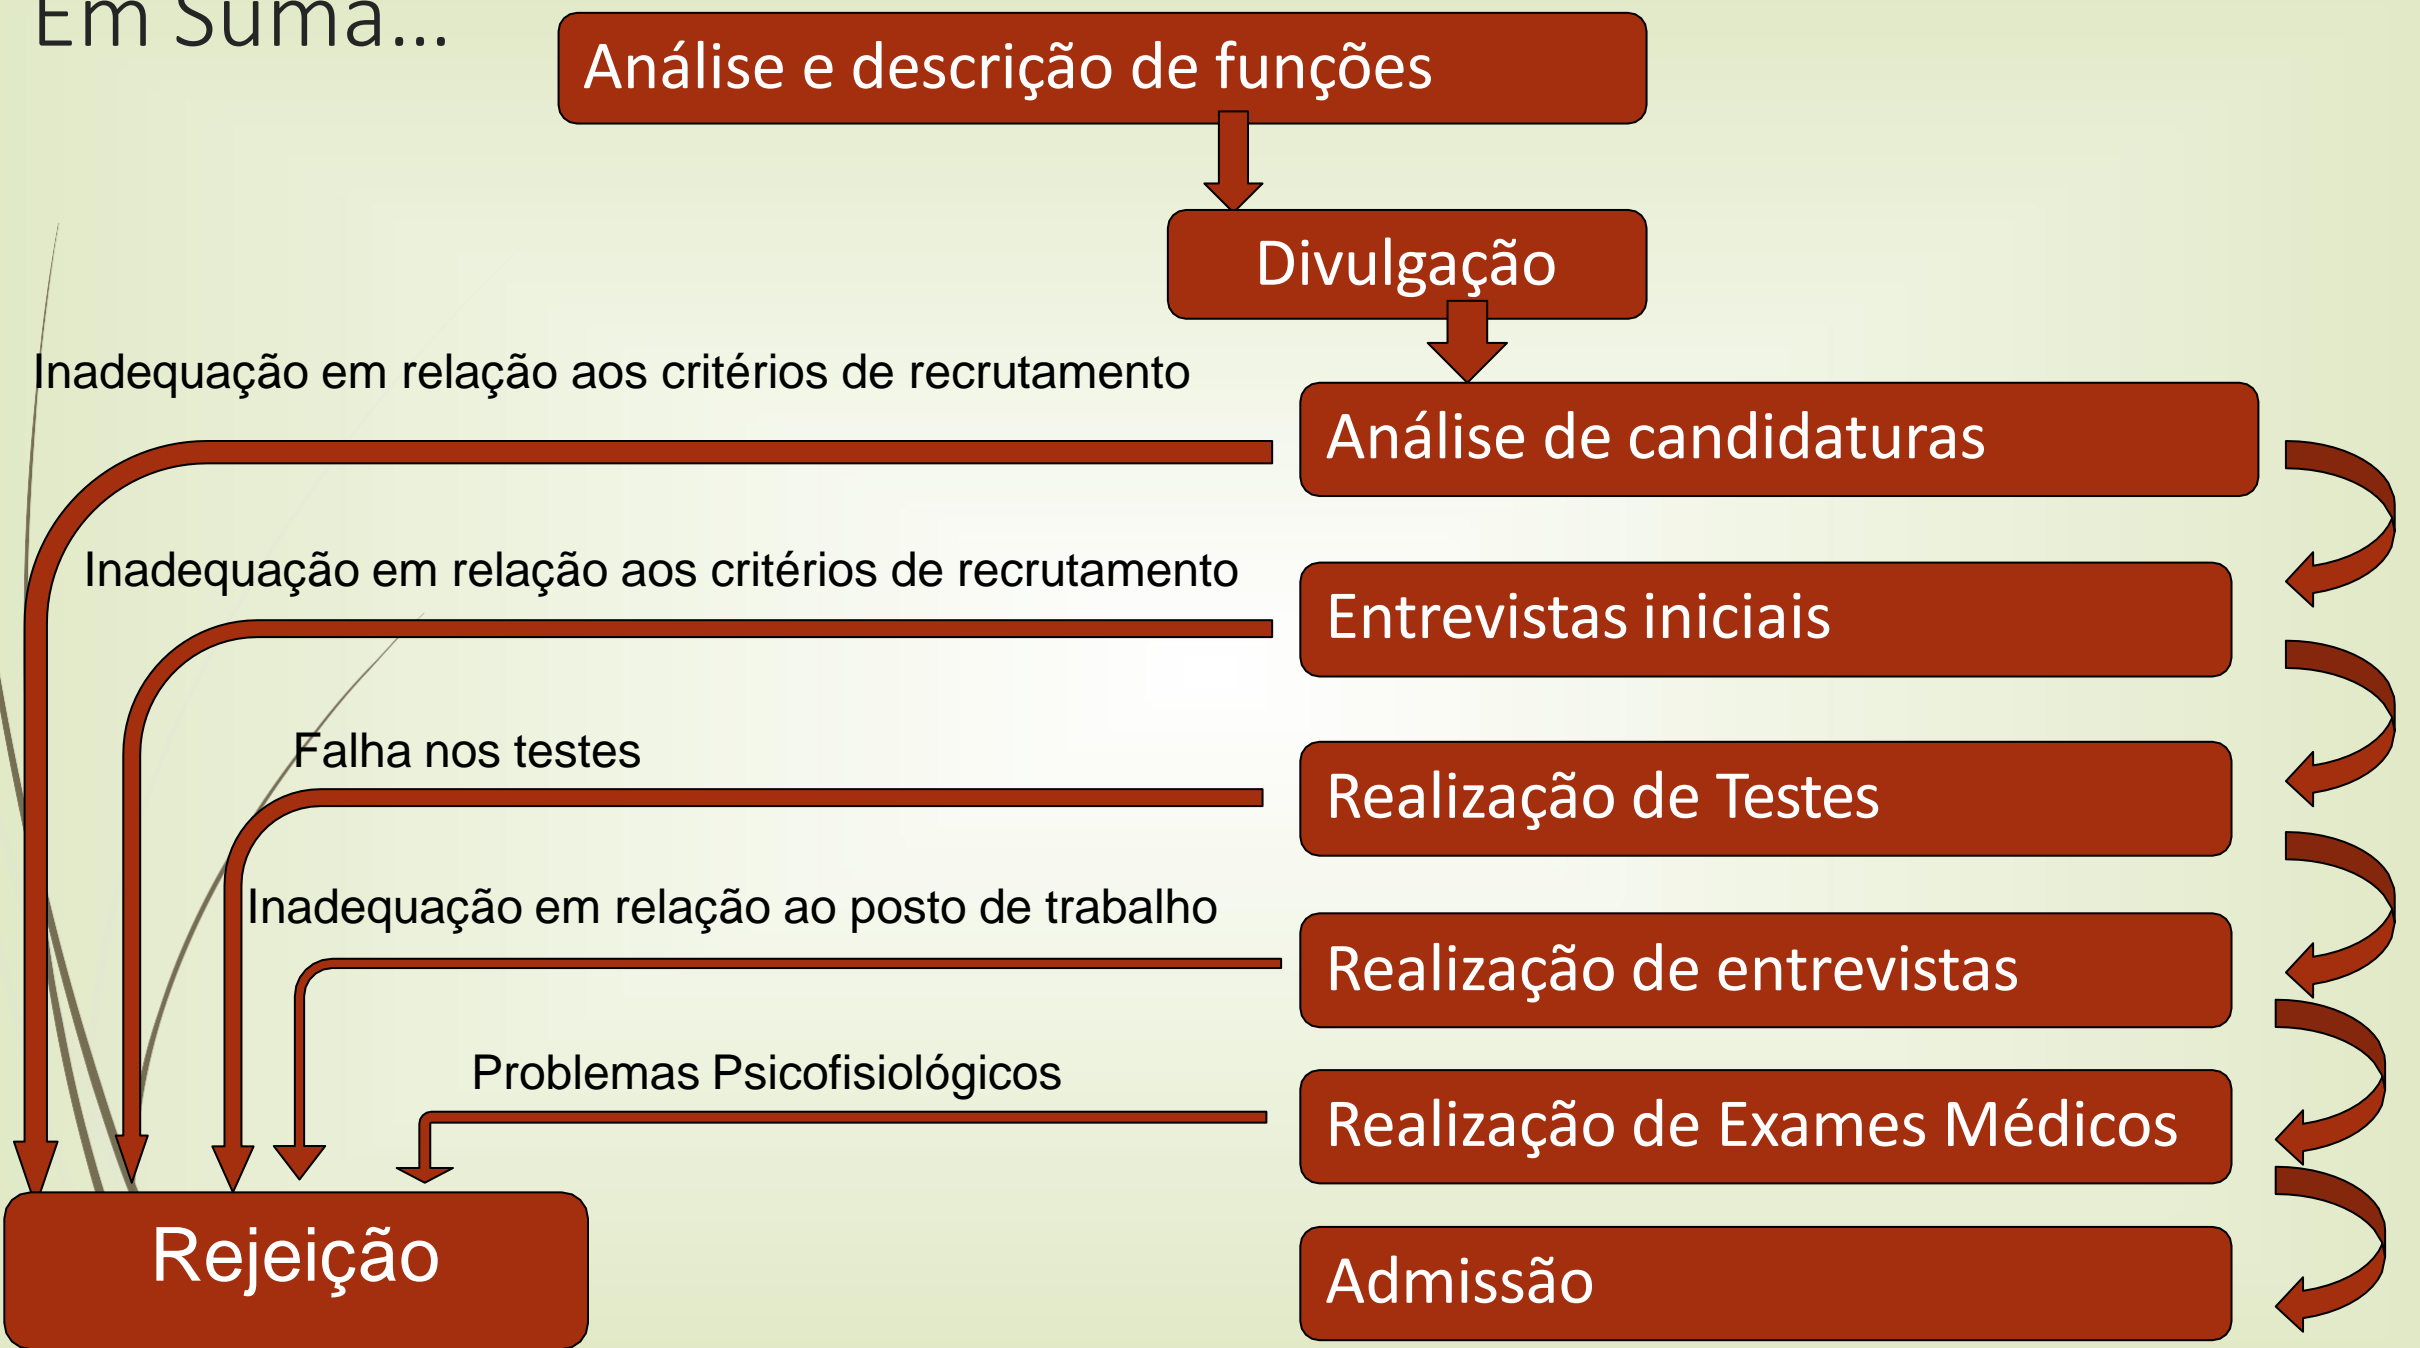 Em Suma...
Análise e descrição de funções
Divulgação
Inadequação em relação aos critérios de recrutamento
Análise de candidaturas
Inadequação em relação aos critérios de recrutamento
Entrevistas iniciais
Falha nos testes
Realização de Testes
Inadequação em relação ao posto de trabalho
Realização de entrevistas
Problemas Psicofisiológicos
Realização de Exames Médicos
Rejeição
Admissão